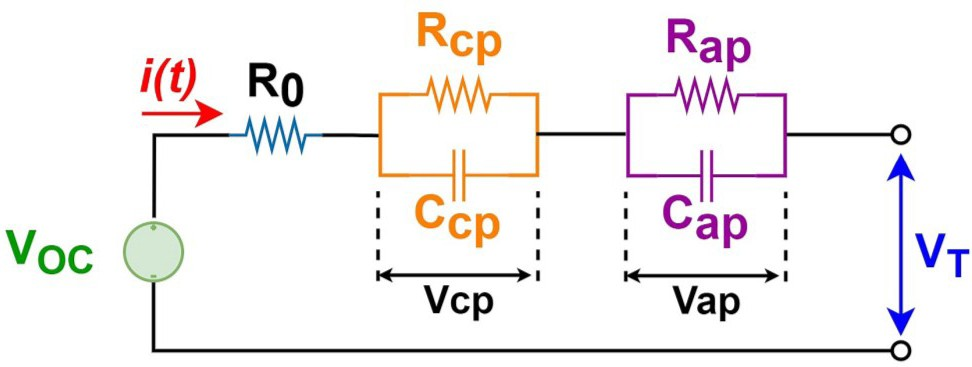 i(t)
R0
Rcp
Rap
Ccp
Cap
VOC
VT
Vcp
Vap